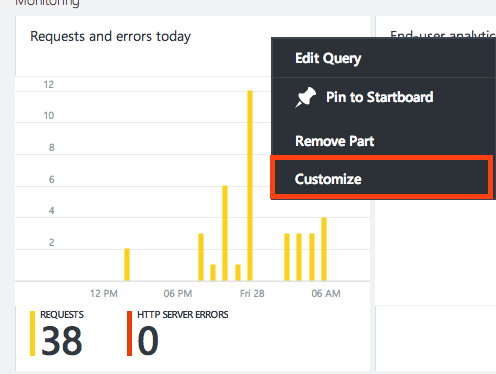 Monitoring
Requests and errors today
End-user analytic
Edit Query
Pin to Startboard
Remove Part
Customize
12
10
8
6
4
2
12 PM
06 PM
Fri 28
06 AM
REQUESTS
38
HTTP SERVER ERRORS
0